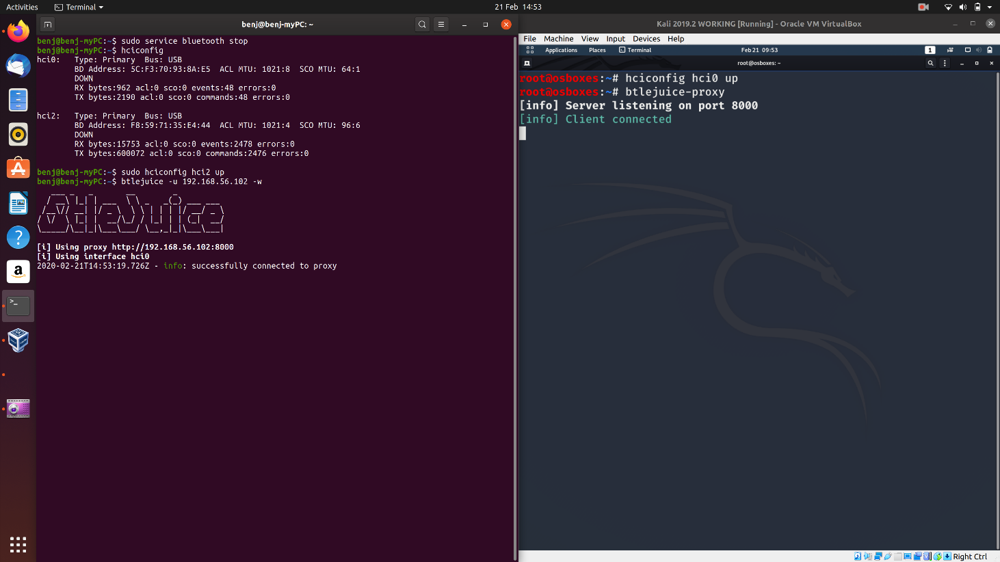 Activities
Terminal
21 Feb 14:53
benj@benj-myPC: ~
benj@benj-myPC:~$ sudo service bluetooth stop
benj@benj-myPC:~$ hciconfig
hci0: Type: Primary Bus: USB
BD Address: 5C:F3:70:93:8A:E5 ACL MTU: 1021:8 SCO MTU: 64:1
DOWN
RX bytes:962 acl:0 sco:0 events:48 errors:0
TX bytes:2190 acl:0 sco:0 commands:48 errors:0
hci2: Type: Primary Bus: USB
BD Address: F8:59:71:35:E4:44 ACL MTU: 1021:4 SCO MTU: 96:6
DOWN
RX bytes:15753 acl:0 sco:0 events:2478 errors:0
TX bytes:600072 acl:0 sco:0 commands:2476 errors:0
benj@benj-myPC:~$ sudo hciconfig hci2 up
benj@benj-myPC:~$ btlejuice -u 192.168.56.102 -w
BtleJuice
[i] Using proxy http://192.168.56.102:8000
[i] Using interface hci0
2020-02-21T14:53:19.726Z - info: successfully connected to proxy
Kali 2019.2 WORKING [Running] - Oracle VM VirtualBox
File Machine View Input Devices Help
Applications Places Terminal
Feb 21 09:53
1
root@osboxes: ~
root@osboxes:~# hciconfig hci0 up
root@osboxes:~# btlejuice-proxy
[info] Server listening on port 8000
[info] Client connected
Right Ctrl